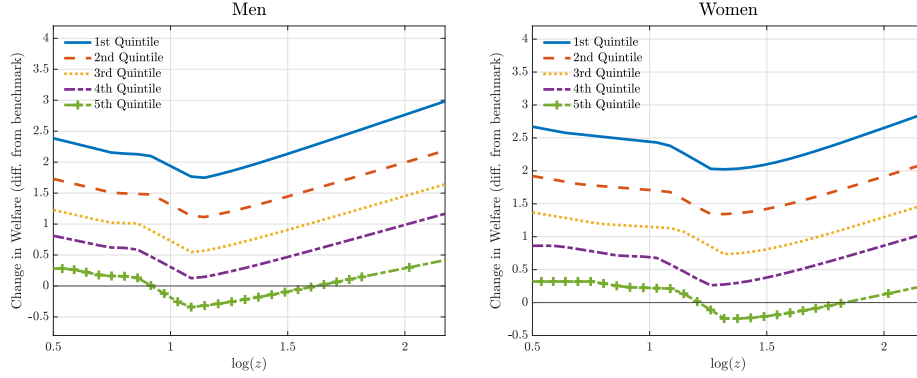 Men
Change in Welfare (diff. from benchmark)
4
3.5
3
2.5
2
1.5
1
0.5
0
-0.5
1st Quintile
2nd Quintile
3rd Quintile
4th Quintile
5th Quintile
0.5 1 1.5 2
log(z)
Women
Change in Welfare (diff. from benchmark)
4
3.5
3
2.5
2
1.5
1
0.5
0
-0.5
1st Quintile
2nd Quintile
3rd Quintile
4th Quintile
5th Quintile
0.5 1 1.5 2
log(z)